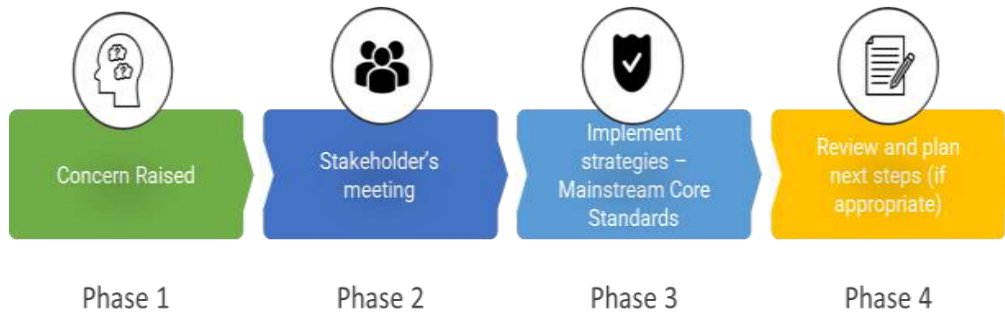 Concern Raised
Stakeholder's
meeting
Implement
strategies –
Mainstream Core
Standards
Review and plan
next steps (if
appropriate)
Phase 1
Phase 2
Phase 3
Phase 4